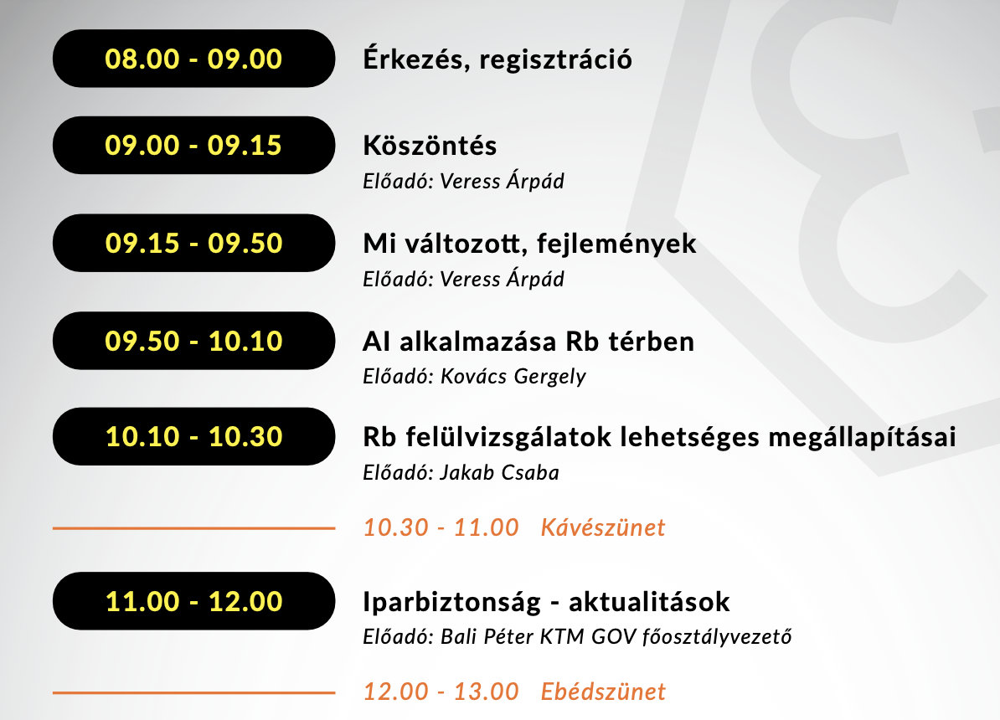 08.00 - 09.00 Érkezés, regisztráció
09.00 - 09.15 Köszöntés
Előadó: Veress Árpád
09.15 - 09.50 Mi változott, fejlemények
Előadó: Veress Árpád
09.50 - 10.10 AI alkalmazása Rb térben
Előadó: Kovács Gergely
10.10 - 10.30 Rb felülvizsgálatok lehetséges megállapításai
Előadó: Jakab Csaba
10.30 - 11.00 Kávészünet
11.00 - 12.00 Iparbiztonság - aktualitások
Előadó: Bali Péter KTM GOV főosztályvezető
12.00 - 13.00 Ebédszünet